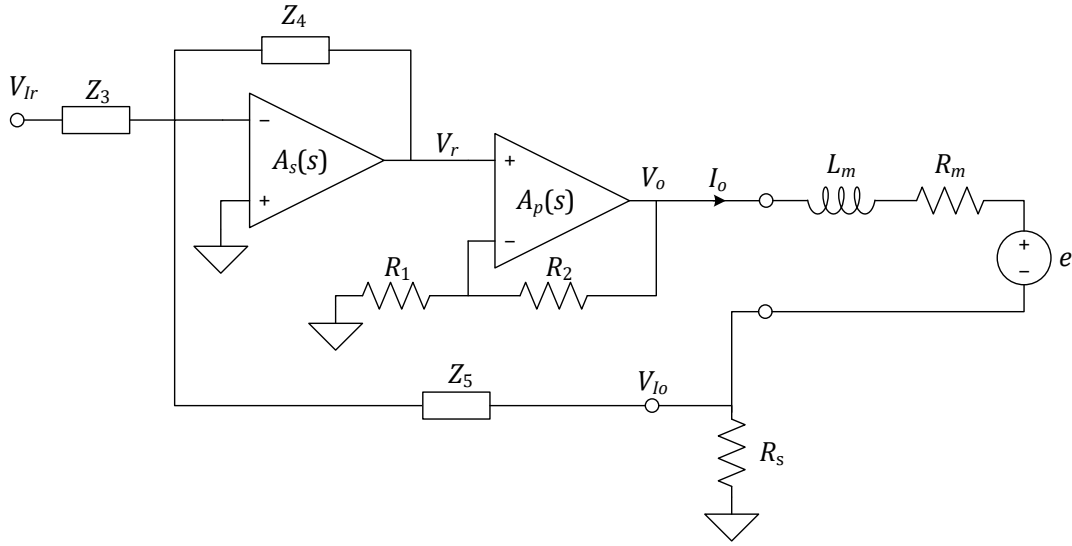 Z₄
V_Ir
Z₃
−
A_s(s)
+
V_r
+
A_p(s)
−
V_o
I_o
L_m
R_m
+
−
e
R₁
R₂
Z₅
V_Io
R_s